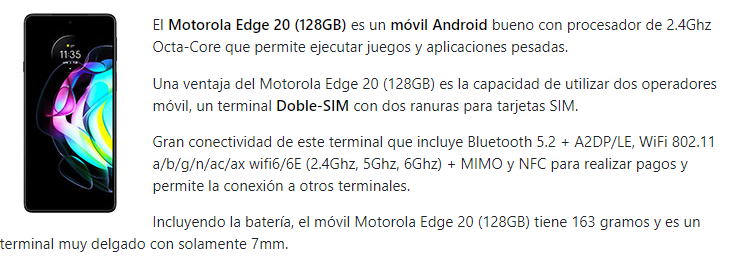 El Motorola Edge 20 (128GB) es un móvil Android bueno con procesador de 2.4Ghz
Octa-Core que permite ejecutar juegos y aplicaciones pesadas.
Una ventaja del Motorola Edge 20 (128GB) es la capacidad de utilizar dos operadores
móvil, un terminal Doble-SIM con dos ranuras para tarjetas SIM.
Gran conectividad de este terminal que incluye Bluetooth 5.2 + A2DP/LE, WiFi 802.11
a/b/g/n/ac/ax wifi6/6E (2.4Ghz, 5Ghz, 6Ghz) + MIMO y NFC para realizar pagos y
permite la conexión a otros terminales.
Incluyendo la batería, el móvil Motorola Edge 20 (128GB) tiene 163 gramos y es un
terminal muy delgado con solamente 7mm.
11:35